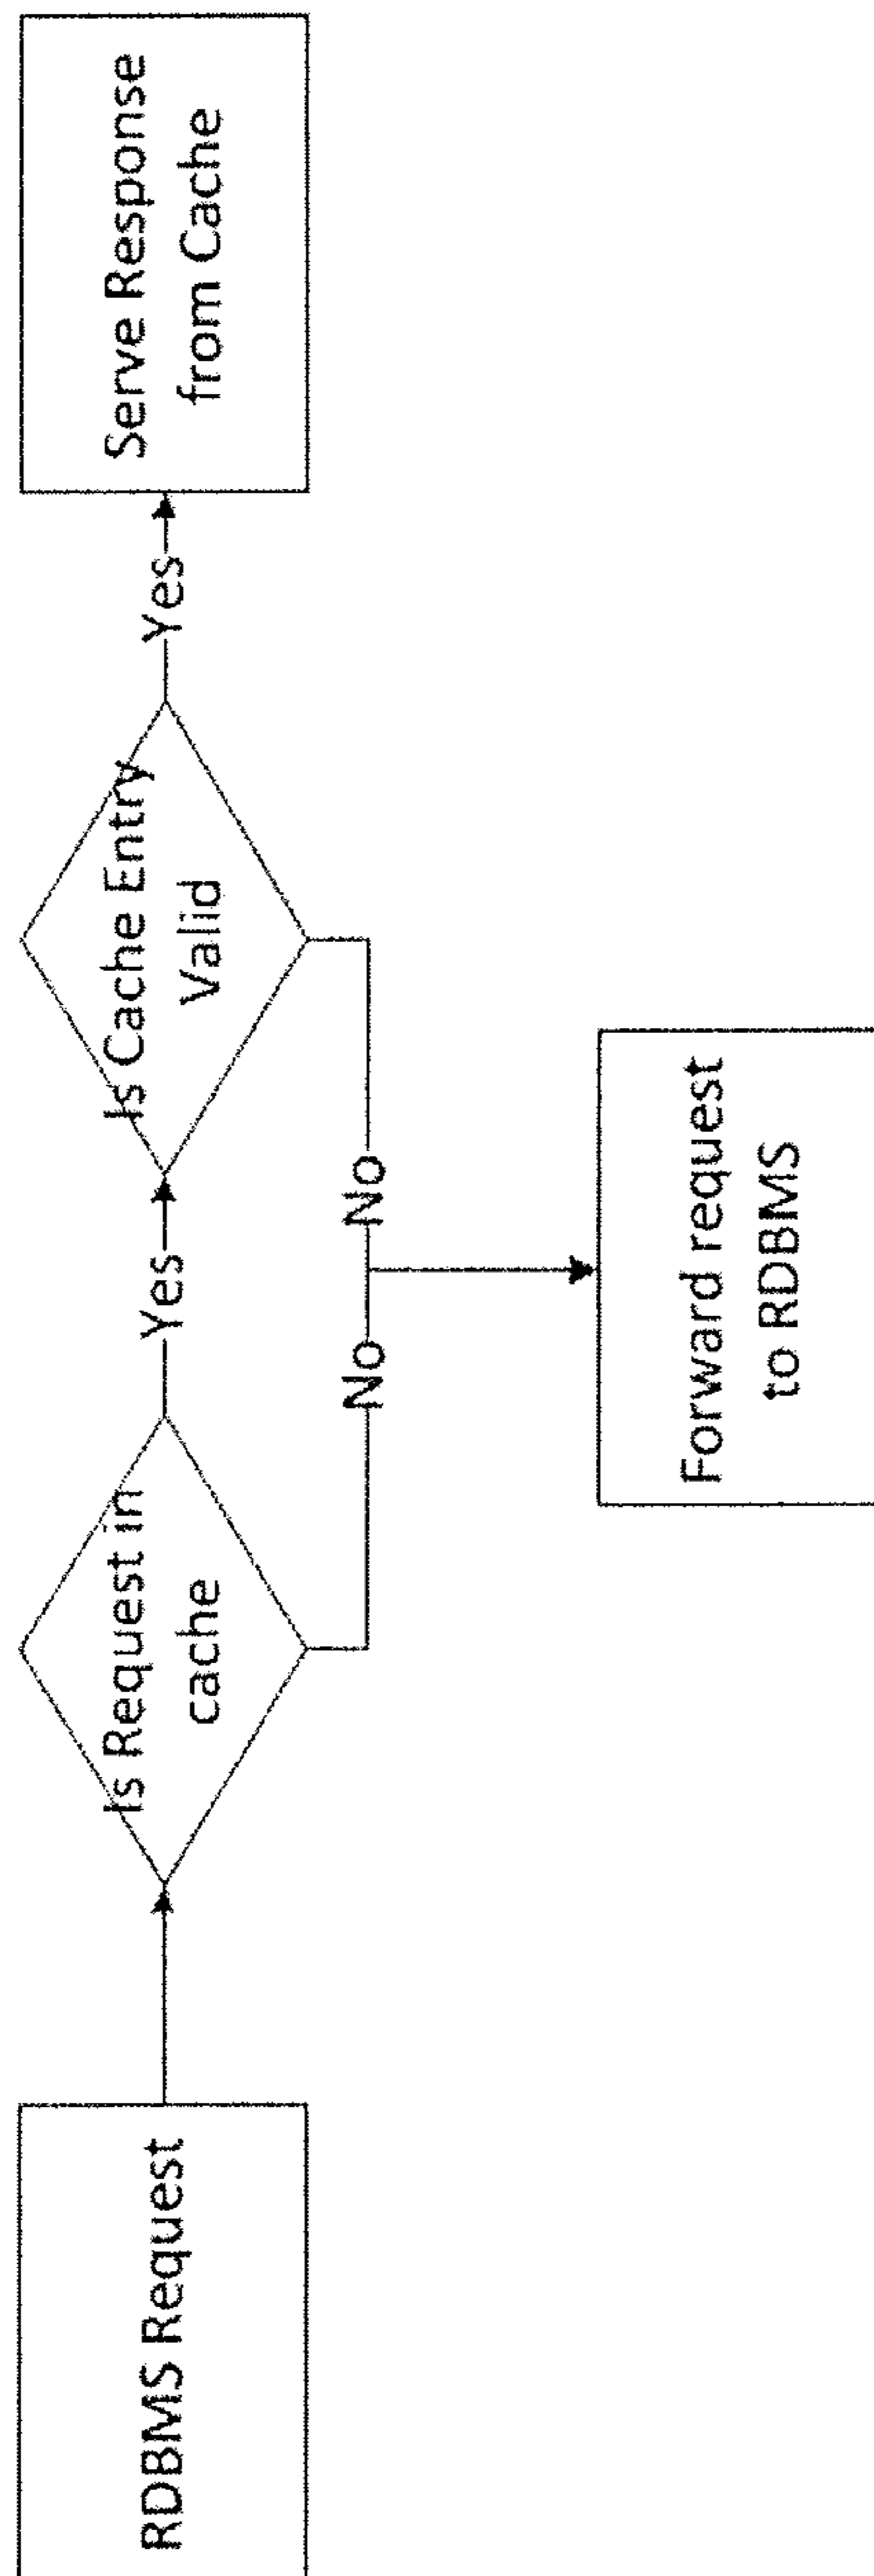 RDBMS Request
Is Request in
cache
Yes
No
Is Cache Entry
Valid
Yes
No
Serve Response
from Cache
Forward request
to RDBMS